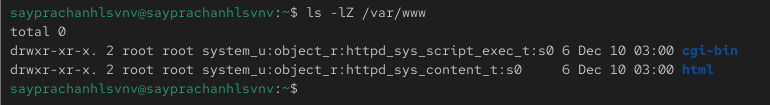 sayprachanhlsvnv@sayprachanhlsvnv:~$ ls -lZ /var/www
total 0
drwxr-xr-x. 2 root root system_u:object_r:httpd_sys_script_exec_t:s0 6 Dec 10 03:00 cgi-bin
drwxr-xr-x. 2 root root system_u:object_r:httpd_sys_content_t:s0     6 Dec 10 03:00 html
sayprachanhlsvnv@sayprachanhlsvnv:~$